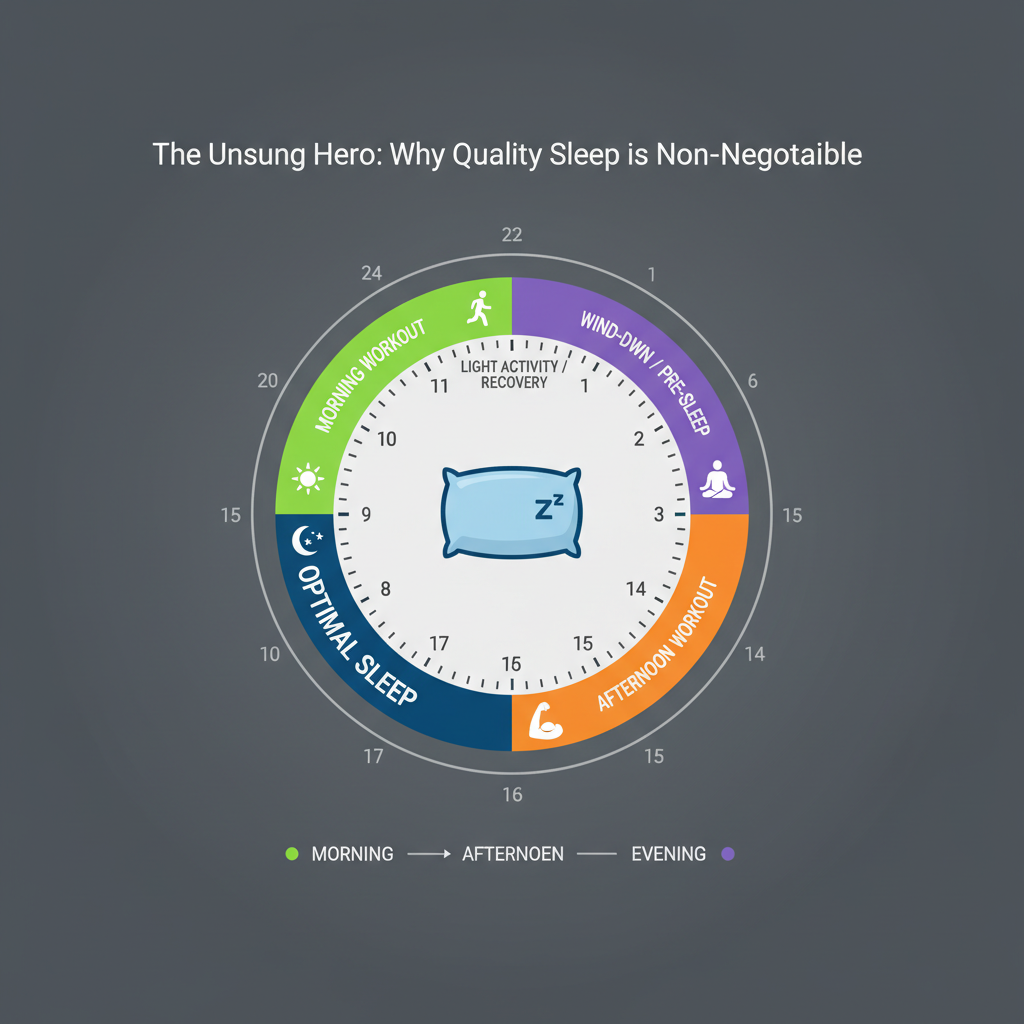 The Unsung Hero: Why Quality Sleep is Non-Negotaible
22
24
1
20
6
15
15
10
14
17
15
16
MORNING WORKOUT
WIND-DWN / PRE-SLEEP
OPTIMAL SLEEP
AFTERNOON WORKOUT
LIGHT ACTIVITY /
RECOVERY
11
1
10
2
9
3
8
14
17
15
16
Zz
MORNING
AFTERNOEN
EVENING